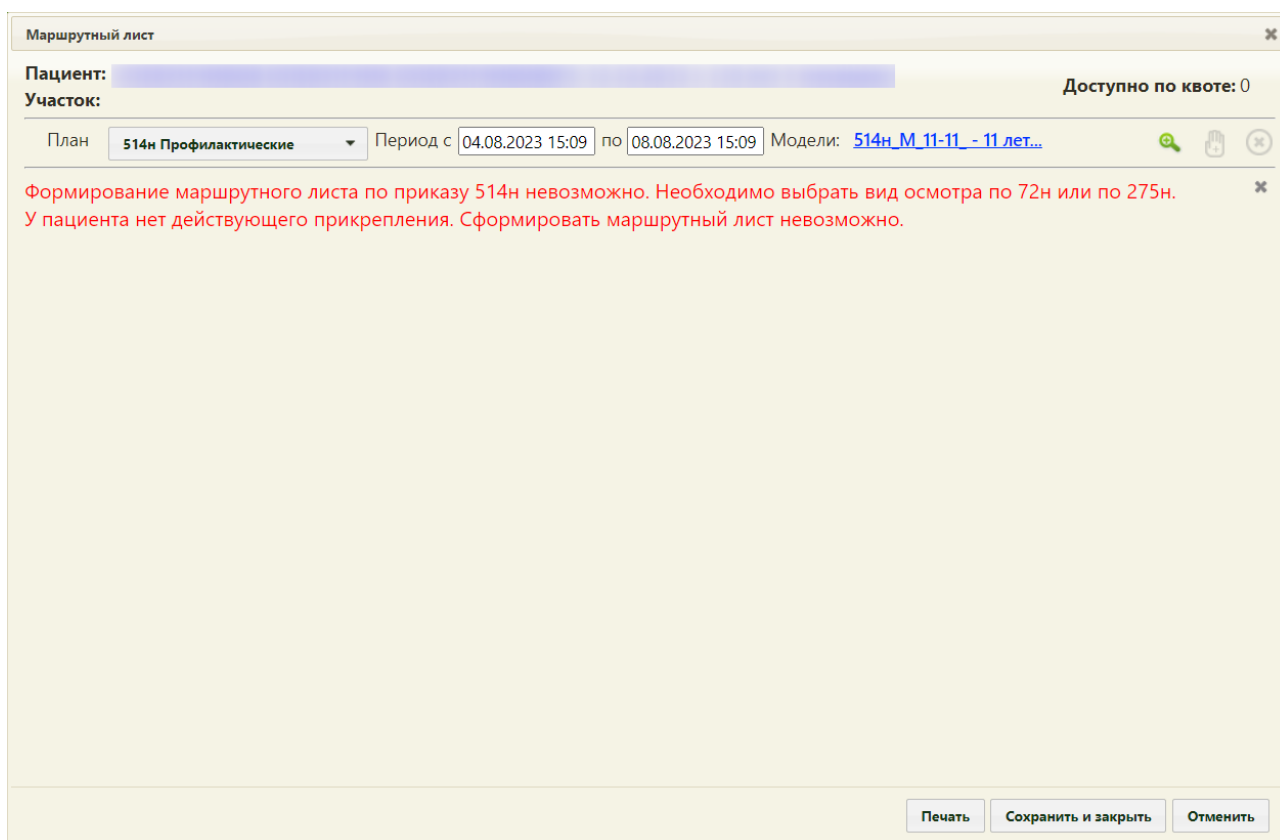 Маршрутный лист
Пациент:
Участок:
Доступно по квоте: 0
План 514н Профилактические Период с 04.08.2023 15:09 по 08.08.2023 15:09 Модели: 514н_М_11-11_ - 11 лет...
Формирование маршрутного листа по приказу 514н невозможно. Необходимо выбрать вид осмотра по 72н или по 275н.
У пациента нет действующего прикрепления. Сформировать маршрутный лист невозможно.
Печать Сохранить и закрыть Отменить